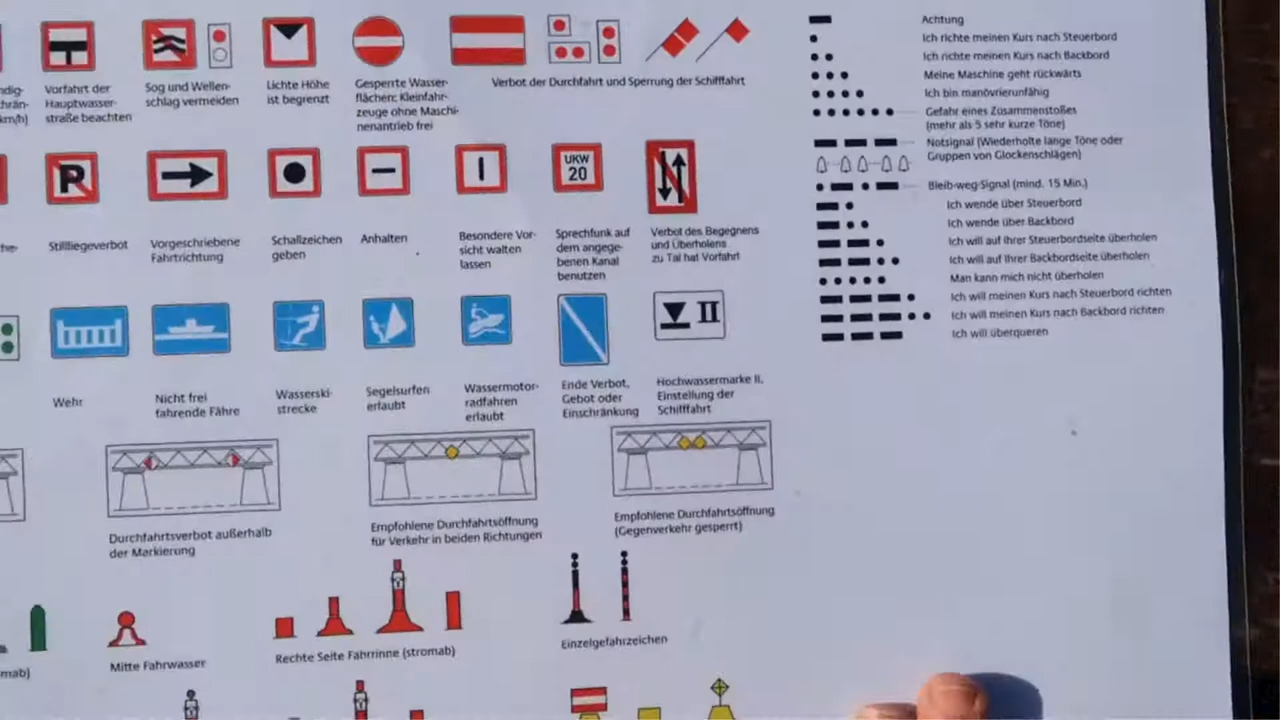 ndig-
hrän-
km/h)
Vorfahrt der
Hauptwasser-
straße beachten
Sog und Wellen-
schlag vermeiden
Lichte Höhe
ist begrenzt
Gesperrte Wasser-
flächen; Kleinfahr-
zeuge ohne Maschi-
nenantrieb frei
Verbot der Durchfahrt und Sperrung der Schifffahrt
P
UKW
20
he-
Stillliegeverbot
Vorgeschriebene
Fahrtrichtung
Schallzeichen
geben
Anhalten
Besondere Vor-
sicht walten
lassen
Sprechfunk auf
dem angege-
benen Kanal
benutzen
Verbot des Begegnens
und Überholens
zu Tal hat Vorfahrt
II
Wehr
Nicht frei
fahrende Fähre
Wasserski-
strecke
Segelsurfen
erlaubt
Wassermotor-
radfahren
erlaubt
Ende Verbot,
Gebot oder
Einschränkung
Hochwassermarke II,
Einstellung der
Schifffahrt
Durchfahrtsverbot außerhalb
der Markierung
Empfohlene Durchfahrtsöffnung
für Verkehr in beiden Richtungen
Empfohlene Durchfahrtsöffnung
(Gegenverkehr gesperrt)
mab)
Mitte Fahrwasser
Rechte Seite Fahrrinne (stromab)
Einzelgefahrzeichen
Achtung
Ich richte meinen Kurs nach Steuerbord
Ich richte meinen Kurs nach Backbord
Meine Maschine geht rückwärts
Ich bin manövrierunfähig
Gefahr eines Zusammenstoßes
(mehr als 5 sehr kurze Töne)
Notsignal (Wiederholte lange Töne oder
Gruppen von Glockenschlägen)
Bleib-weg-Signal (mind. 15 Min.)
Ich wende über Steuerbord
Ich wende über Backbord
Ich will auf Ihrer Steuerbordseite überholen
Ich will auf Ihrer Backbordseite überholen
Man kann mich nicht überholen
Ich will meinen Kurs nach Steuerbord richten
Ich will meinen Kurs nach Backbord richten
Ich will überqueren